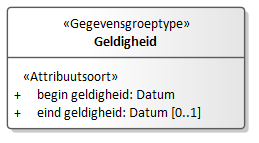 «Gegevensgroeptype»
Geldigheid
«Attribuutsoort»
+ begin geldigheid: Datum
+ eind geldigheid: Datum [0..1]